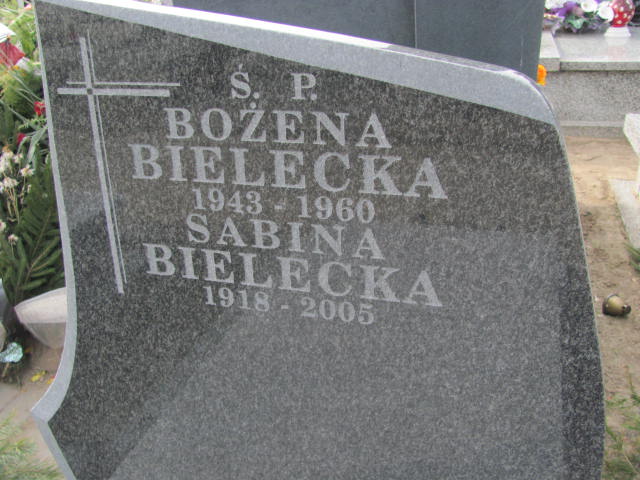 Ś. P.
BOŻENA
BIELECKA
1943 - 1960
SABINA
BIELECKA
1918 - 2005